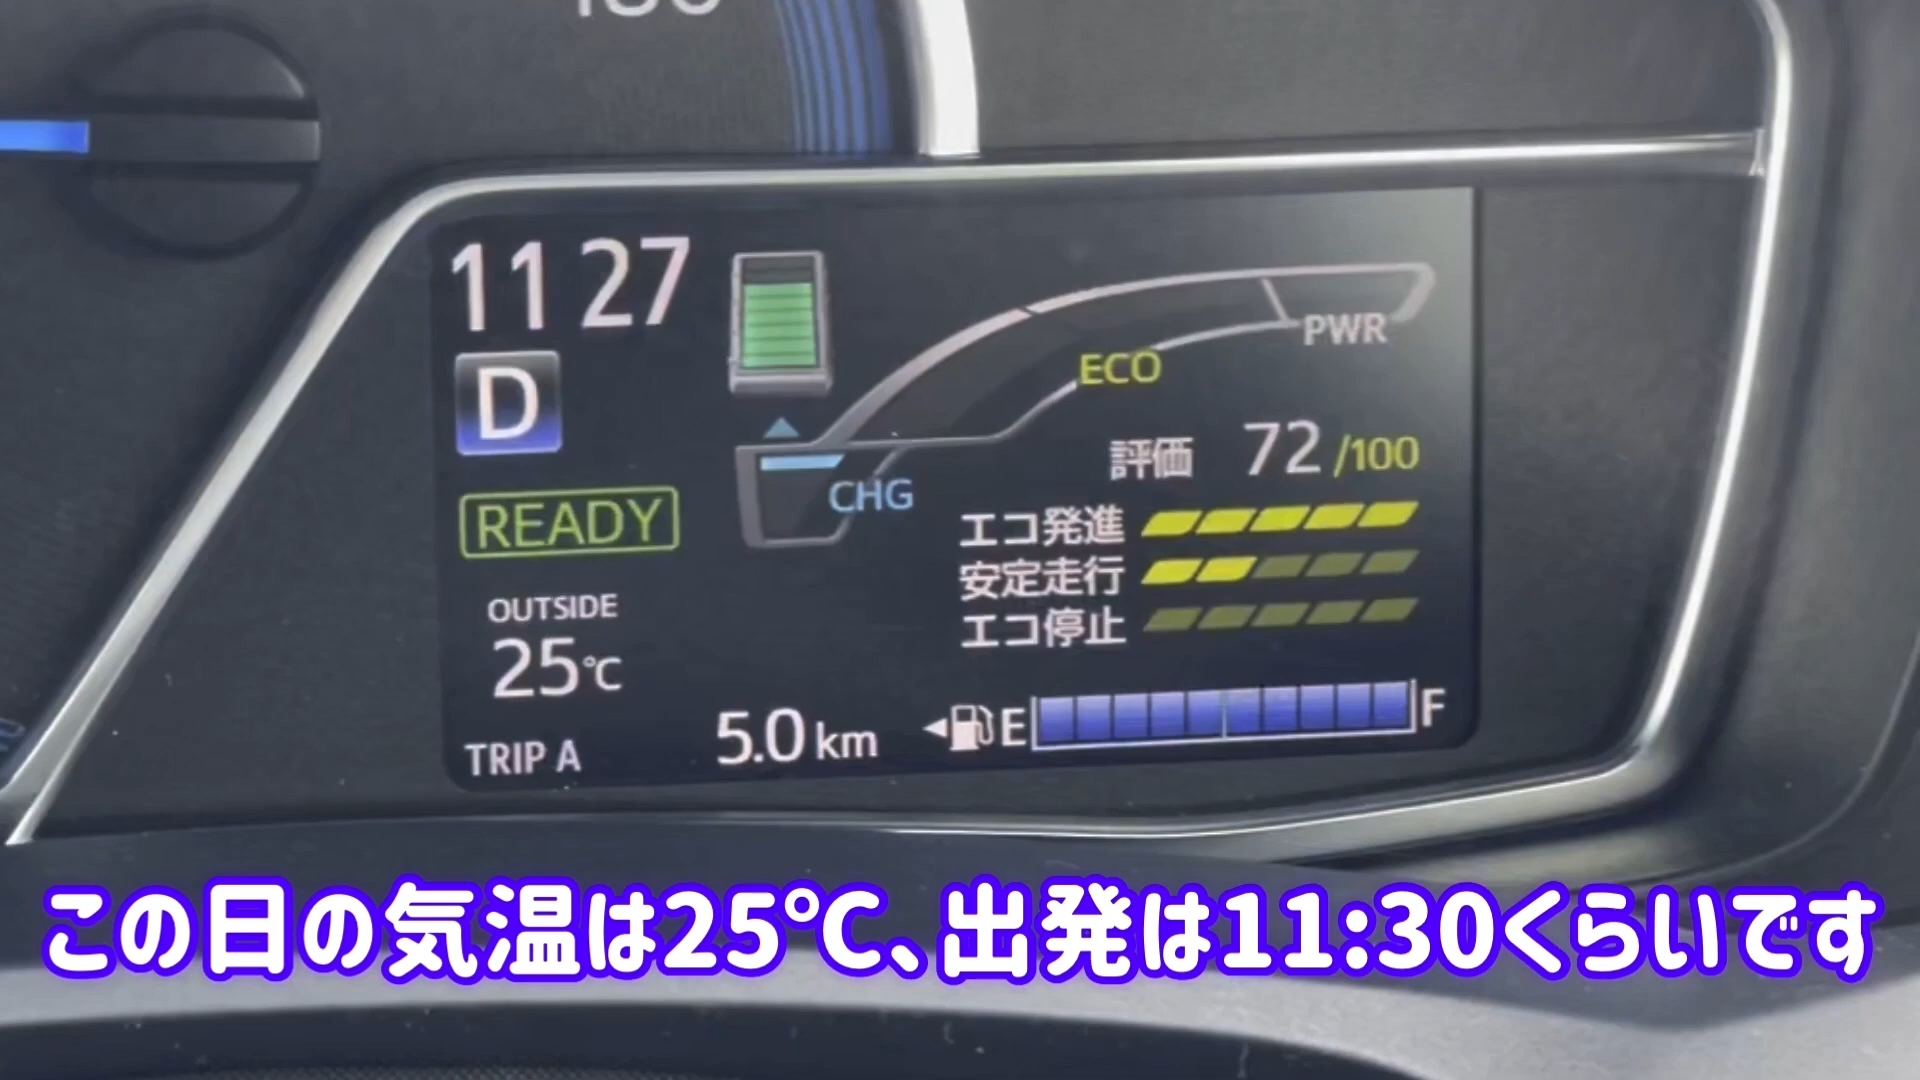 11 27
D
READY
OUTSIDE
25℃
TRIP A
5.0 km
CHG
ECO
PWR
評価 72 /100
エコ発進
安定走行
エコ停止
E F
この日の気温は25℃、出発は11:30くらいです